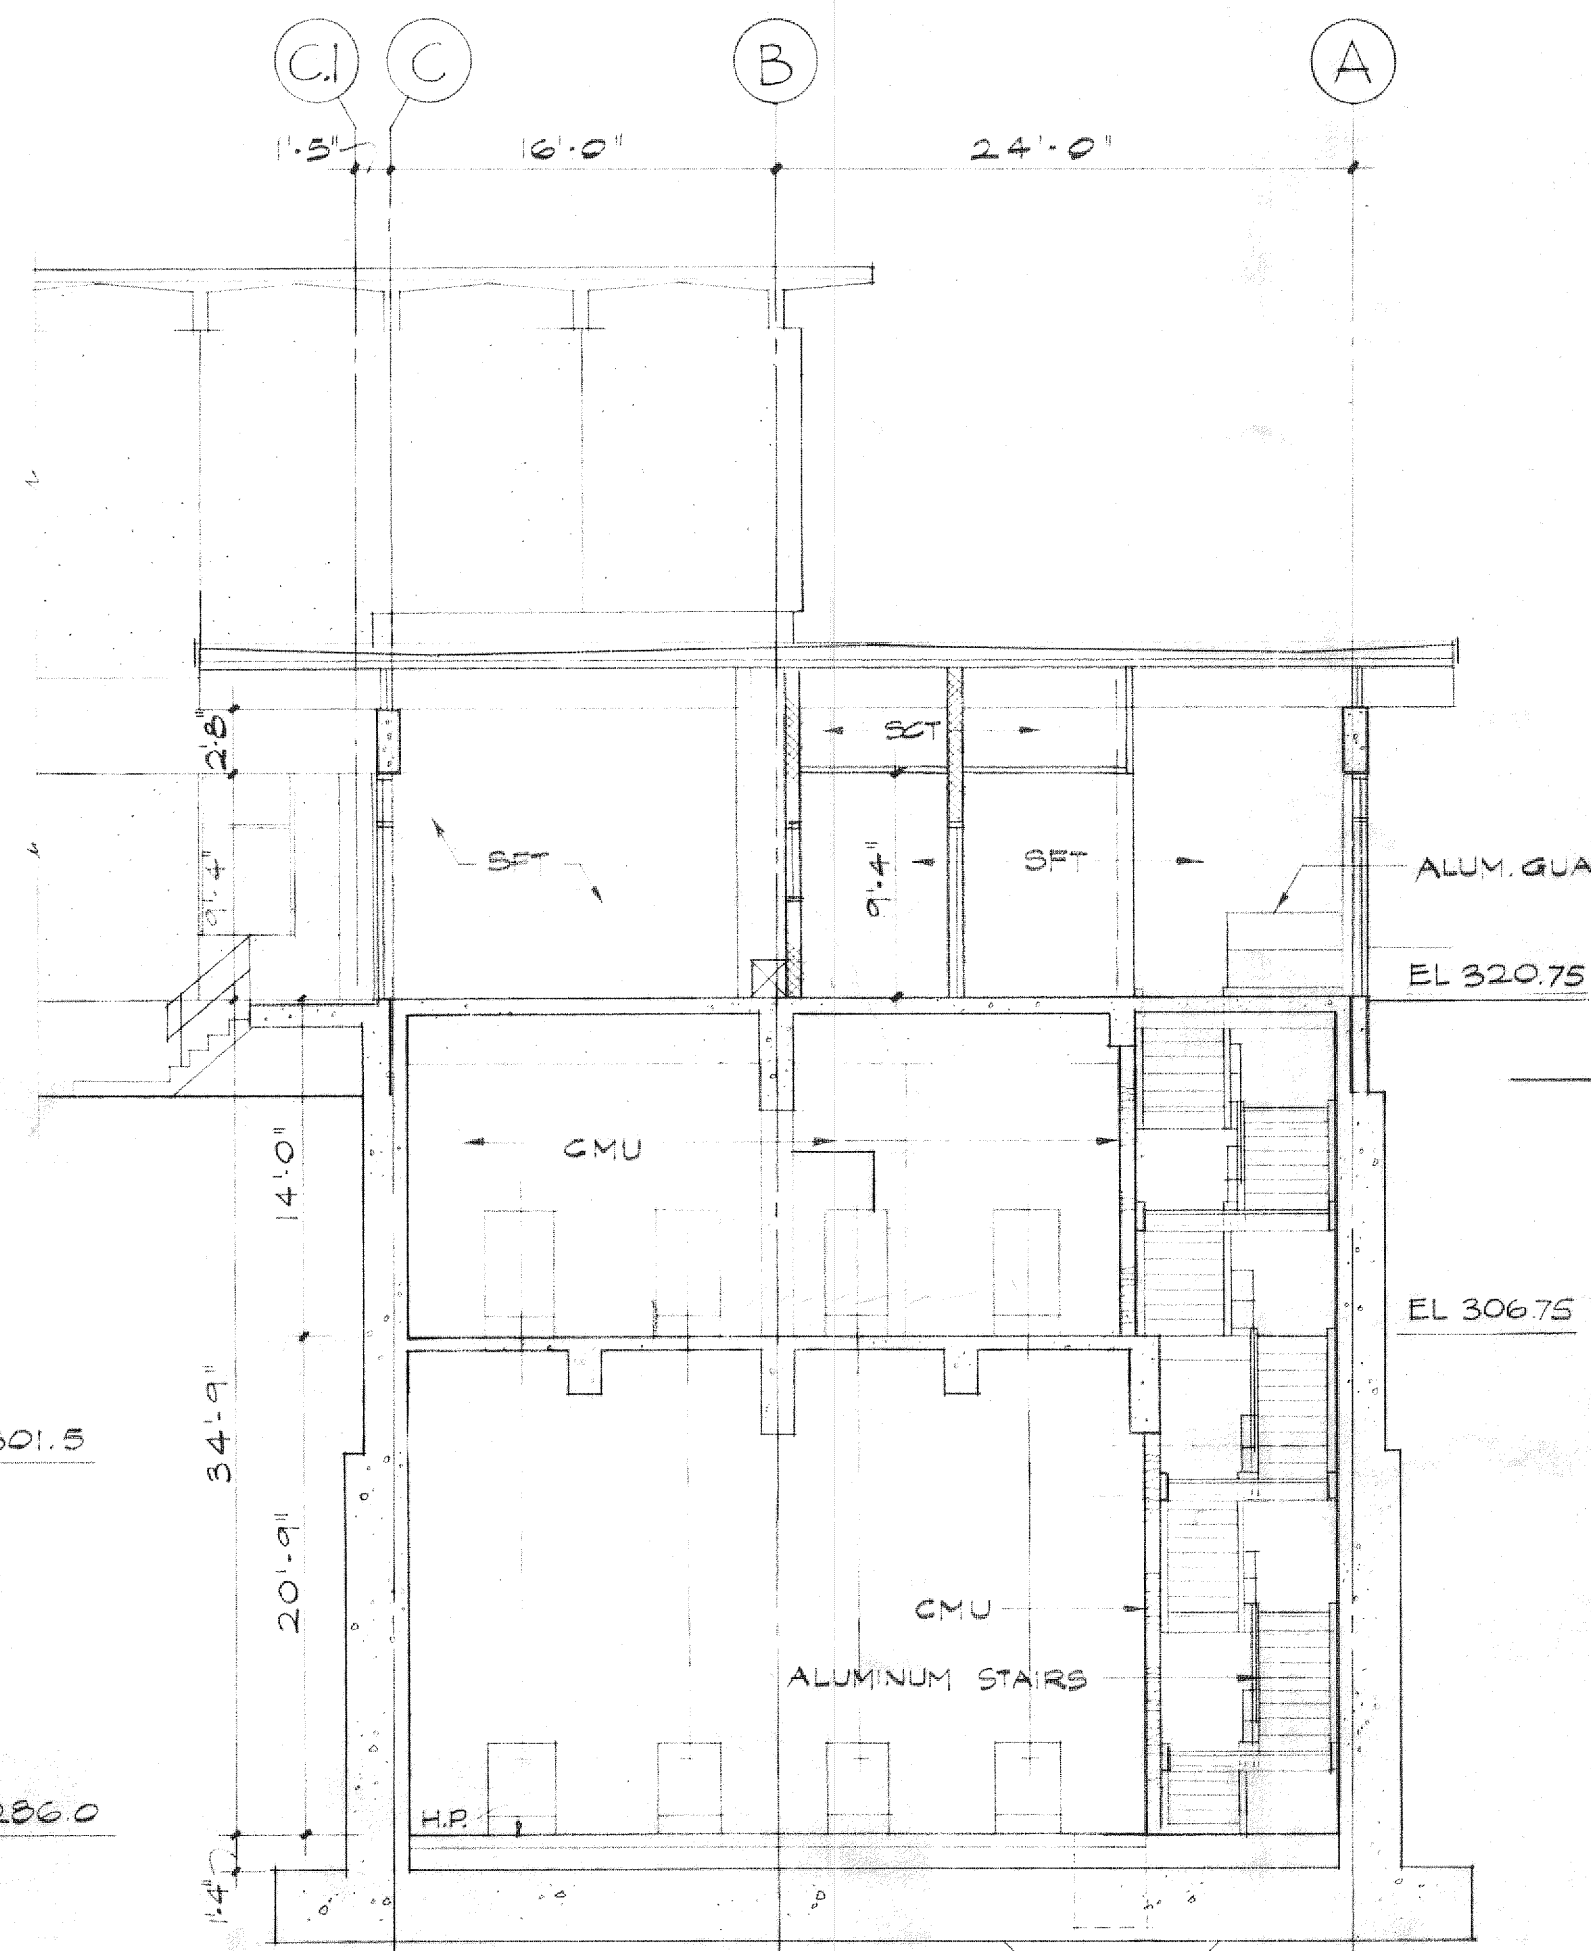 C.1 C B A
1'-5" 16'-0" 24'-0"
2'8"
SCT
9'-4"
SFT
9'-4"
SFT
ALUM. GUA
EL 320.75
14'0"
CMU
EL 306.75
34'-9"
301.5
20'-9"
CMU
ALUMINUM STAIRS
286.0
H.P.
1'-4"